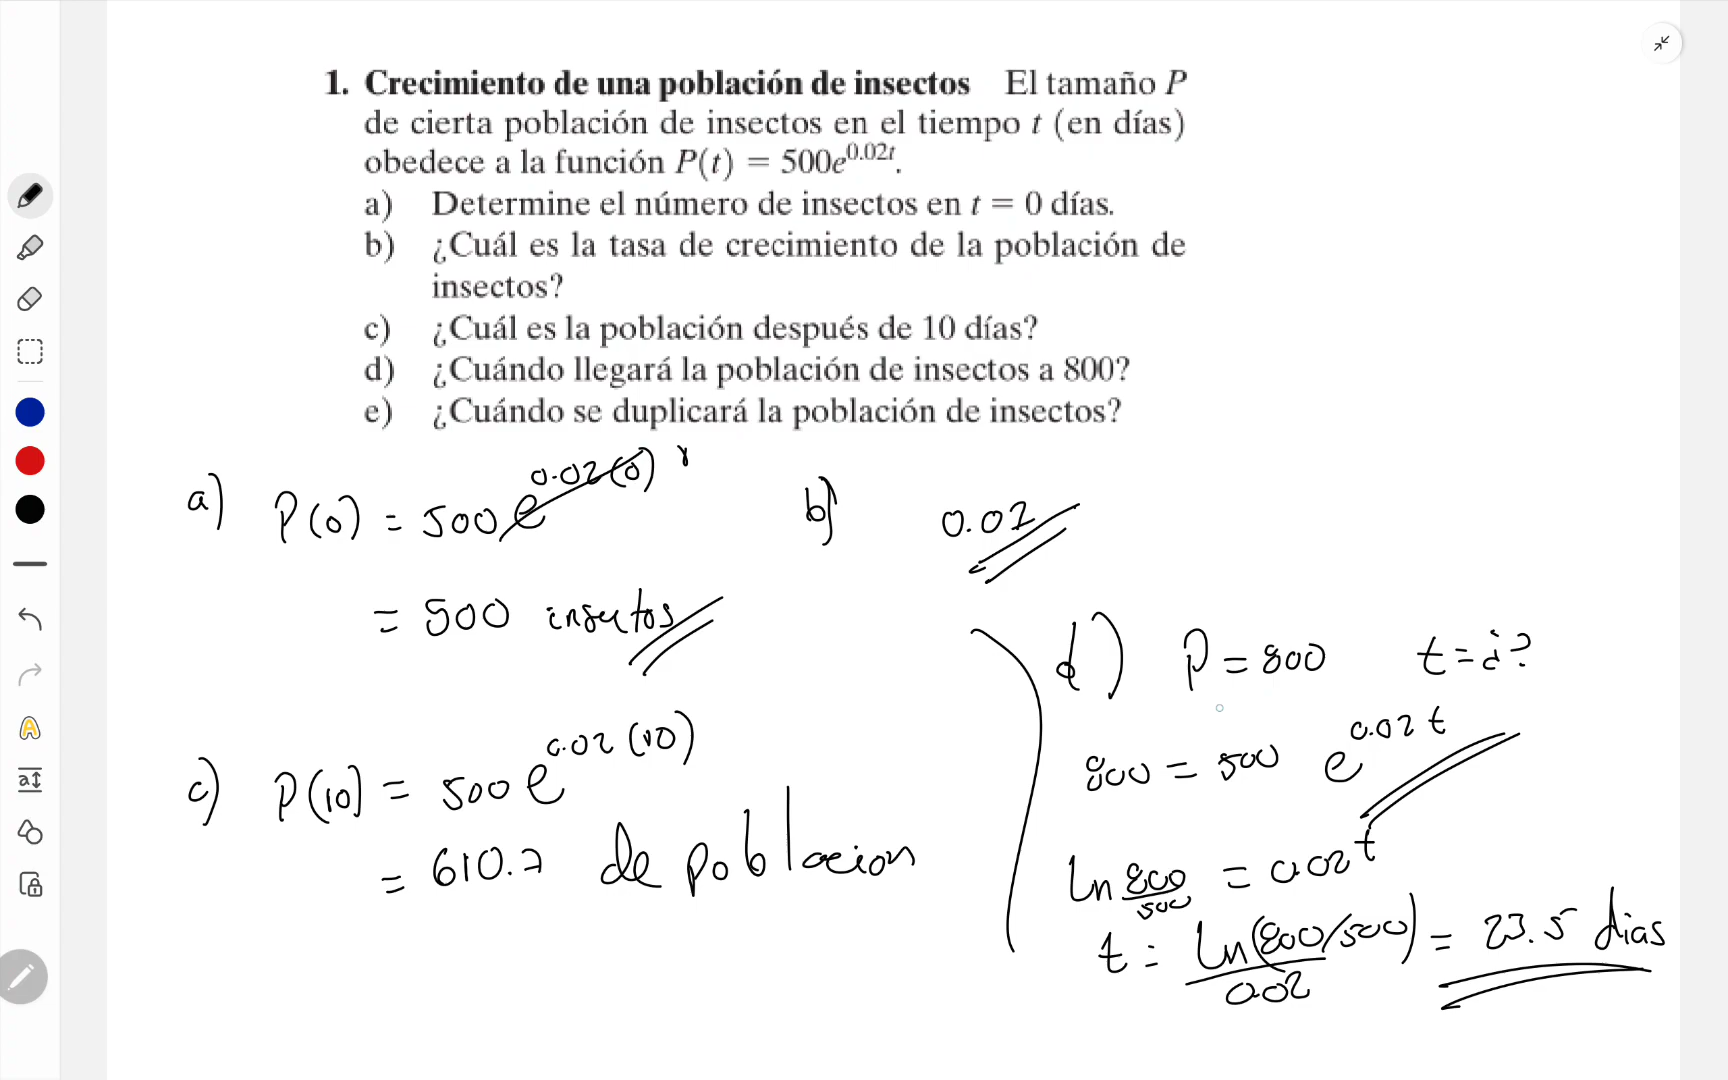 1. Crecimiento de una población de insectos El tamaño P
de cierta población de insectos en el tiempo t (en días)
obedece a la función P(t) = 500e^0.02t.
a) Determine el número de insectos en t = 0 días.
b) ¿Cuál es la tasa de crecimiento de la población de
insectos?
c) ¿Cuál es la población después de 10 días?
d) ¿Cuándo llegará la población de insectos a 800?
e) ¿Cuándo se duplicará la población de insectos?
a) P(0) = 500 e^0.02(0)
= 500 insectos
b) 0.02
c) P(10) = 500 e^0.02(10)
= 610.7 de poblacion
d) P = 800 t = ¿?
800 = 500 e^0.02t
ln 800/500 = 0.02t
t = ln(800/500)/0.02 = 23.5 dias